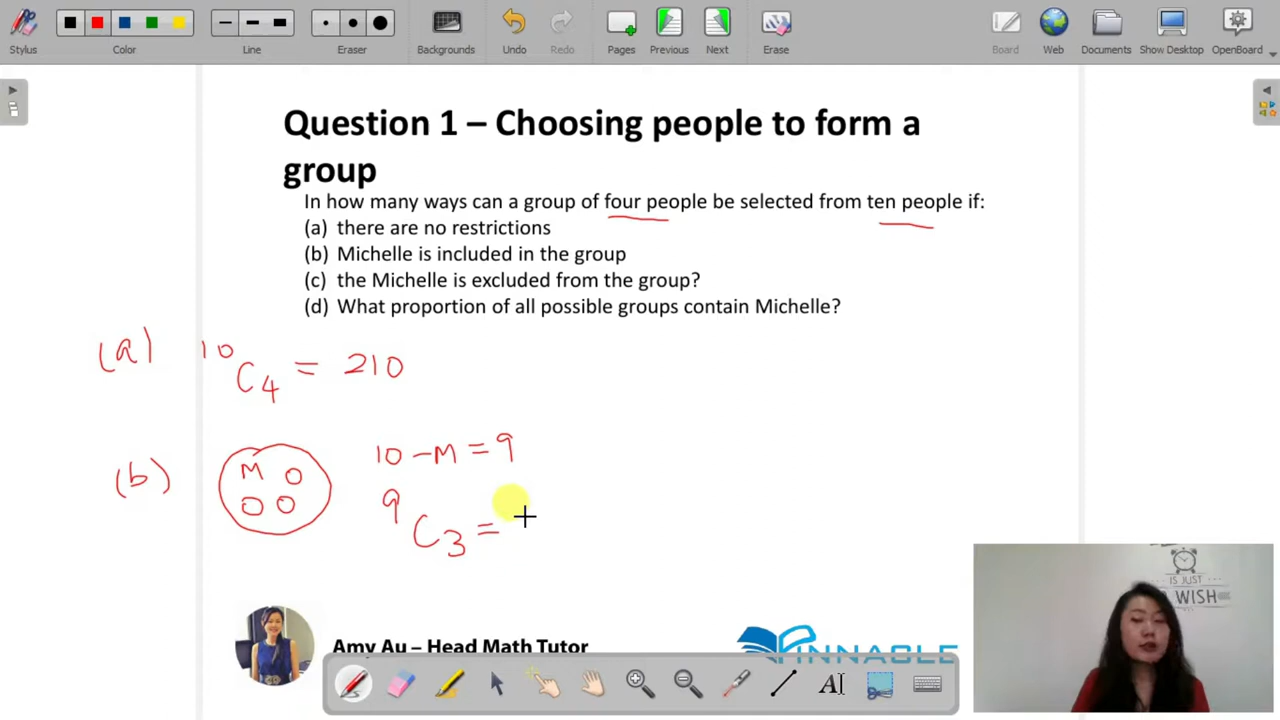 Stylus
Color
Line
Eraser
Backgrounds
Undo
Redo
Pages
Previous
Next
Erase
Board
Web
Documents
Show Desktop
OpenBoard
Question 1 – Choosing people to form a
group
In how many ways can a group of four people be selected from ten people if:
(a) there are no restrictions
(b) Michelle is included in the group
(c) the Michelle is excluded from the group?
(d) What proportion of all possible groups contain Michelle?
(a) 10C4 = 210
(b) M O 10 - M = 9
O O 9C3 =
Amy Au – Head Math Tutor
PINNACLE
IS JUST
WISH